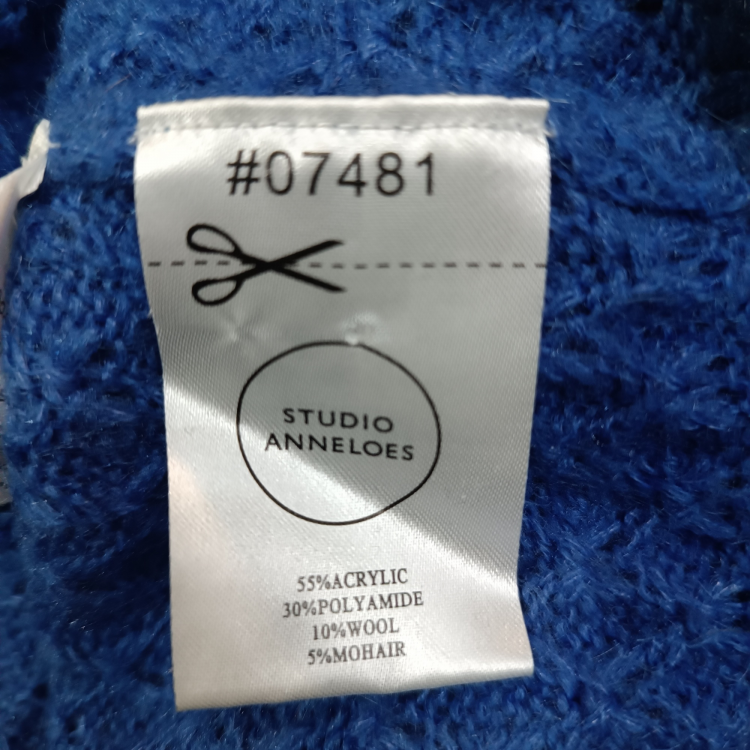 #07481
STUDIO
ANNELOES
55%ACRYLIC
30%POLYAMIDE
10%WOOL
5%MOHAIR